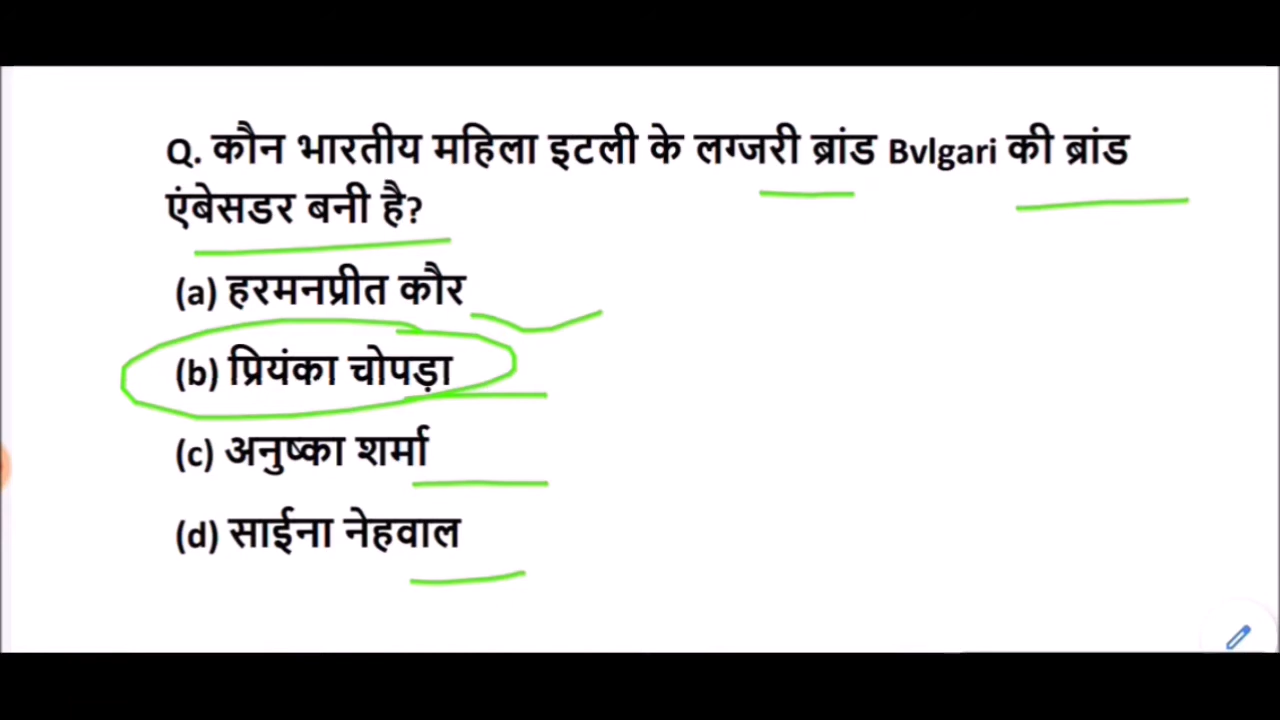 Q. कौन भारतीय महिला इटली के लग्जरी ब्रांड Bvlgari की ब्रांड
एंबेसडर बनी है?
(a) हरमनप्रीत कौर
(b) प्रियंका चोपड़ा
(c) अनुष्का शर्मा
(d) साईना नेहवाल